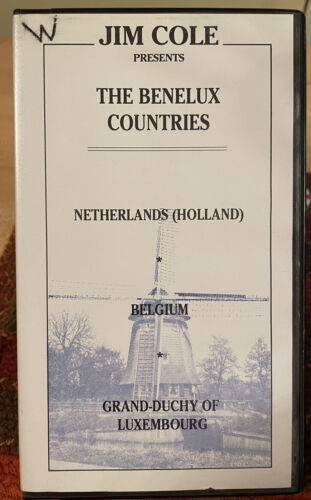 W
JIM COLE
PRESENTS
THE BENELUX
COUNTRIES
NETHERLANDS (HOLLAND)
*
BELGIUM
*
GRAND-DUCHY OF
LUXEMBOURG